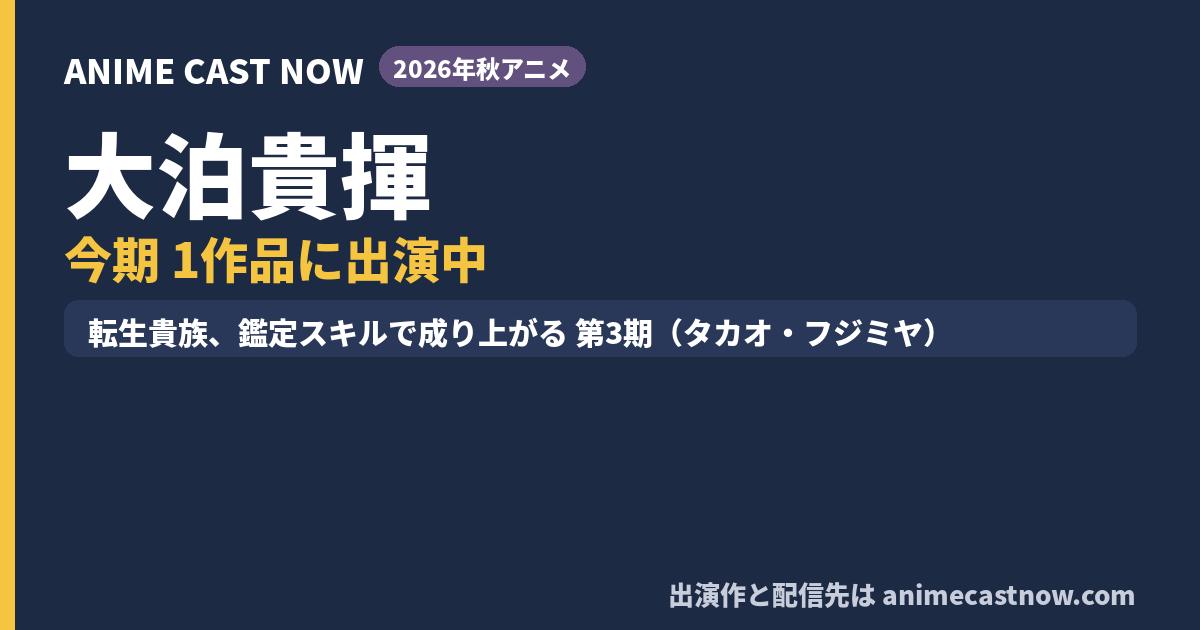 ANIME CAST NOW 2026年秋アニメ
大泊貴揮
今期 1作品に出演中
転生貴族、鑑定スキルで成り上がる 第3期（タカオ・フジミヤ）
出演作と配信先は animecastnow.com